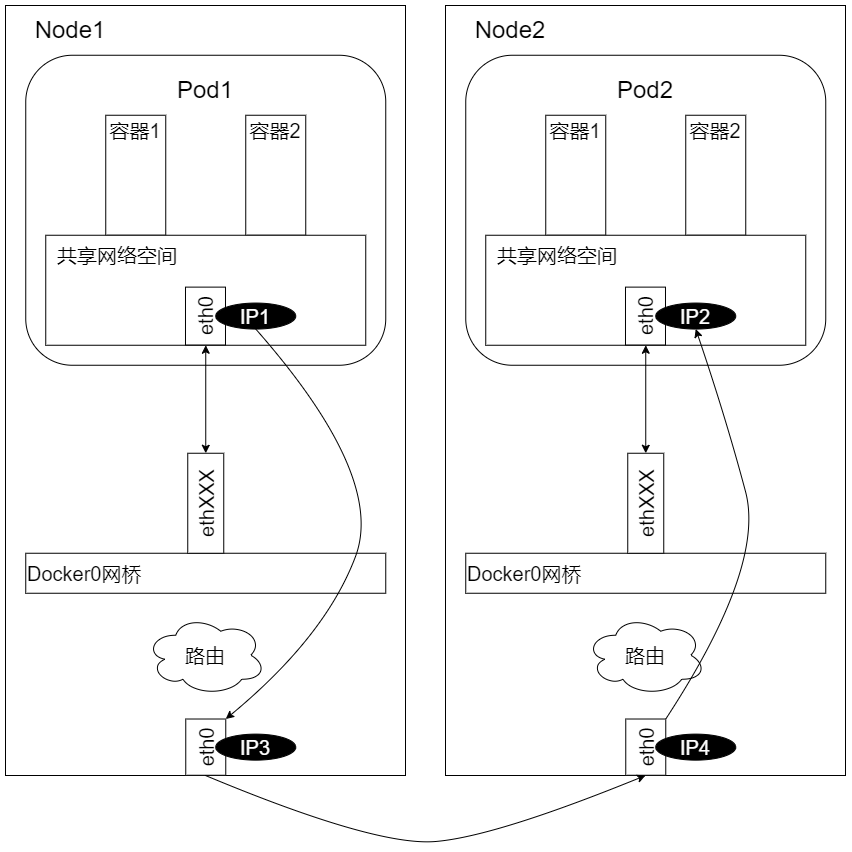 Node1
Pod1
容器1
容器2
共享网络空间
eth0
IP1
ethXXX
Docker0网桥
路由
eth0
IP3
Node2
Pod2
容器1
容器2
共享网络空间
eth0
IP2
ethXXX
Docker0网桥
路由
eth0
IP4